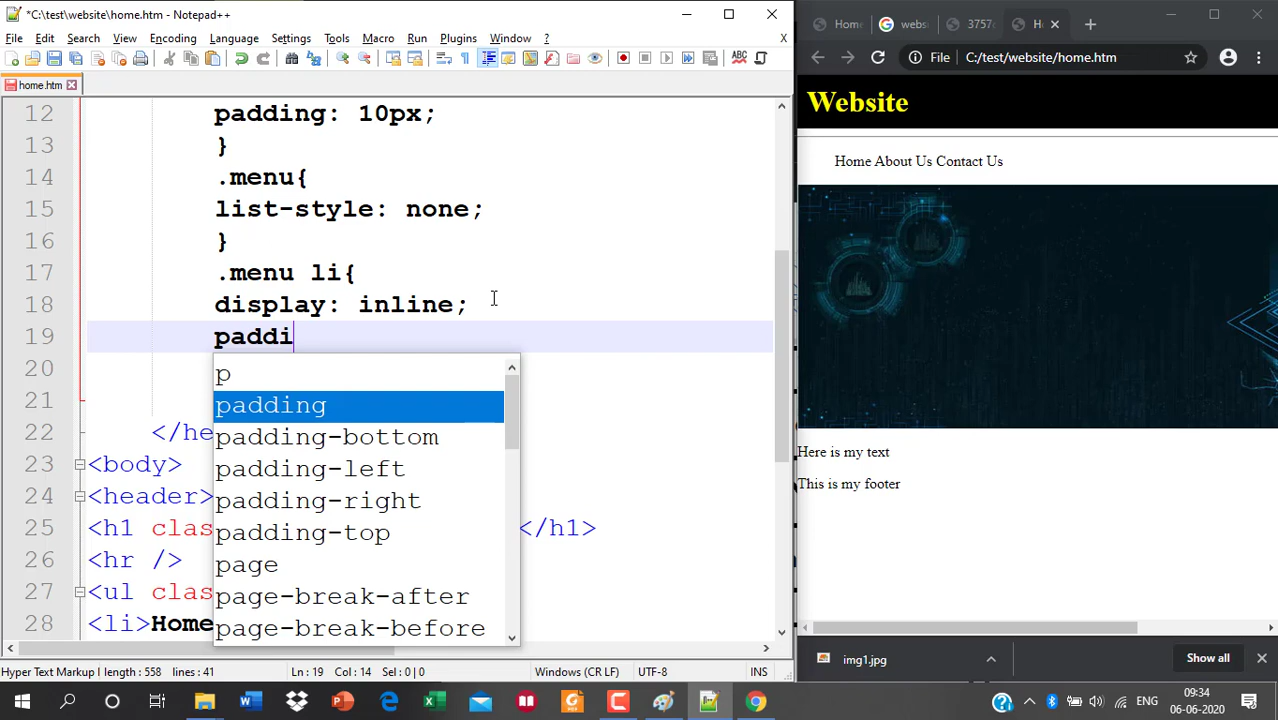 *C:\test\website\home.htm - Notepad++
File Edit Search View Encoding Language Settings Tools Macro Run Plugins Window ?
home.htm
12 padding: 10px;
13 }
14 .menu{
15 list-style: none;
16 }
17 .menu li{
18 display: inline;
19 paddi
20
21
22 </he
23 <body>
24 <header>
25 <h1 clas </h1>
26 <hr />
27 <ul clas
28 <li>Home
p
padding
padding-bottom
padding-left
padding-right
padding-top
page
page-break-after
page-break-before
Hyper Text Markup l length : 558 lines : 41 Ln : 19 Col : 14 Sel : 0 | 0 Windows (CR LF) UTF-8 INS
Home webs 3757 H
File C:/test/website/home.htm
Website
Home About Us Contact Us
Here is my text
This is my footer
img1.jpg Show all
ABC
ENG
09:34
06-06-2020